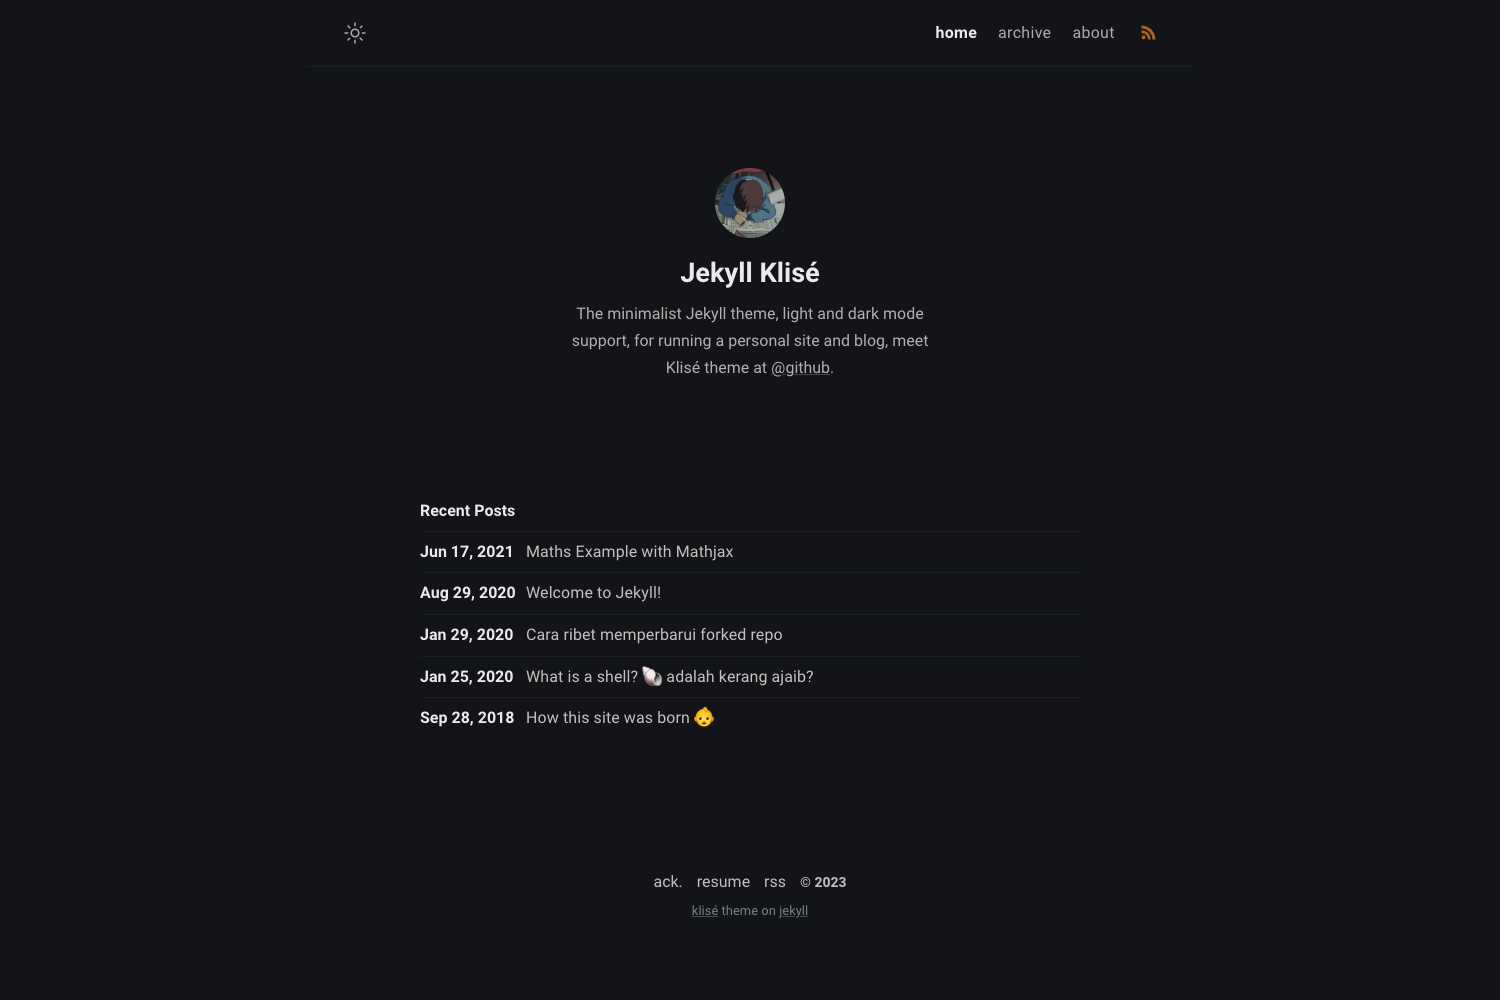 home archive about
Jekyll Klisé
The minimalist Jekyll theme, light and dark mode
support, for running a personal site and blog, meet
Klisé theme at @github.
Recent Posts
Jun 17, 2021 Maths Example with Mathjax
Aug 29, 2020 Welcome to Jekyll!
Jan 29, 2020 Cara ribet memperbarui forked repo
Jan 25, 2020 What is a shell? 🐚 adalah kerang ajaib?
Sep 28, 2018 How this site was born 👶
ack. resume rss © 2023
klisé theme on jekyll